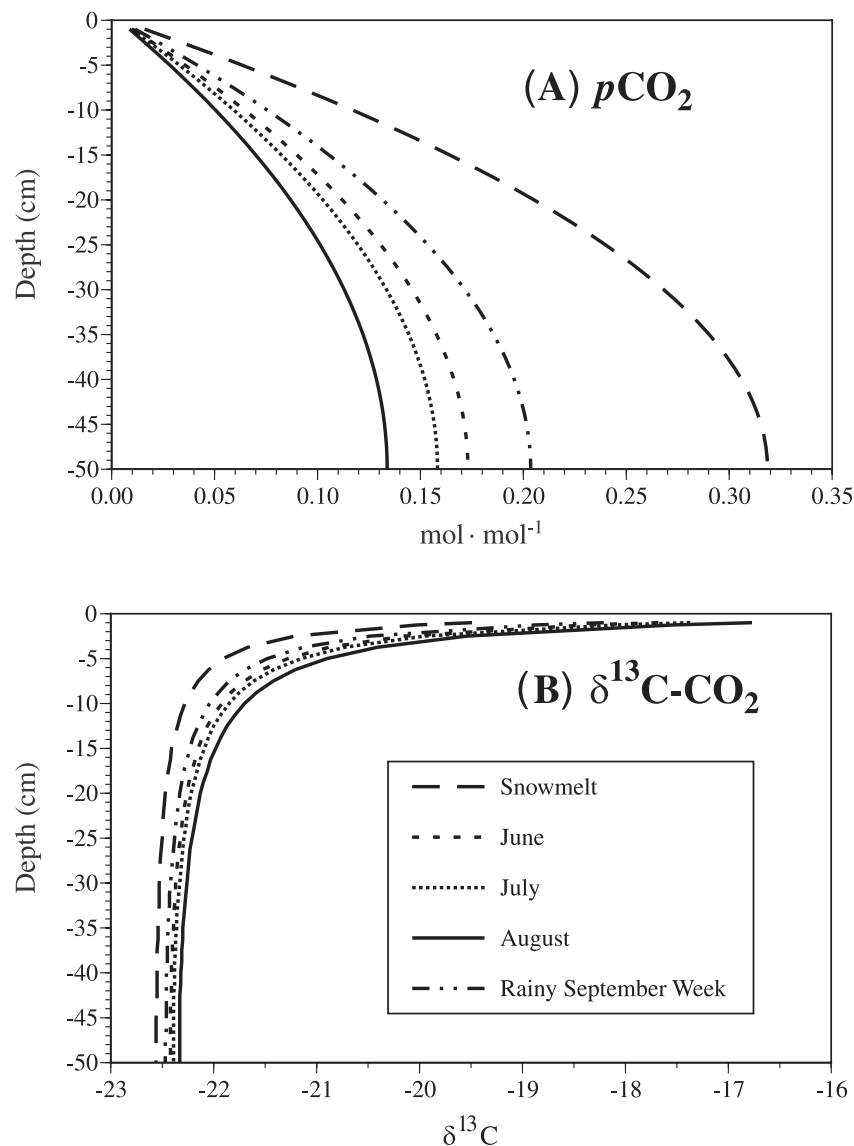 (A) pCO₂
0
-5
-10
-15
-20
-25
-30
-35
-40
-45
-50
Depth (cm)
0.00 0.05 0.10 0.15 0.20 0.25 0.30 0.35
mol · mol⁻¹
(B) δ¹³C-CO₂
0
-5
-10
-15
-20
-25
-30
-35
-40
-45
-50
Depth (cm)
Snowmelt
June
July
August
Rainy September Week
-23 -22 -21 -20 -19 -18 -17 -16
δ¹³C